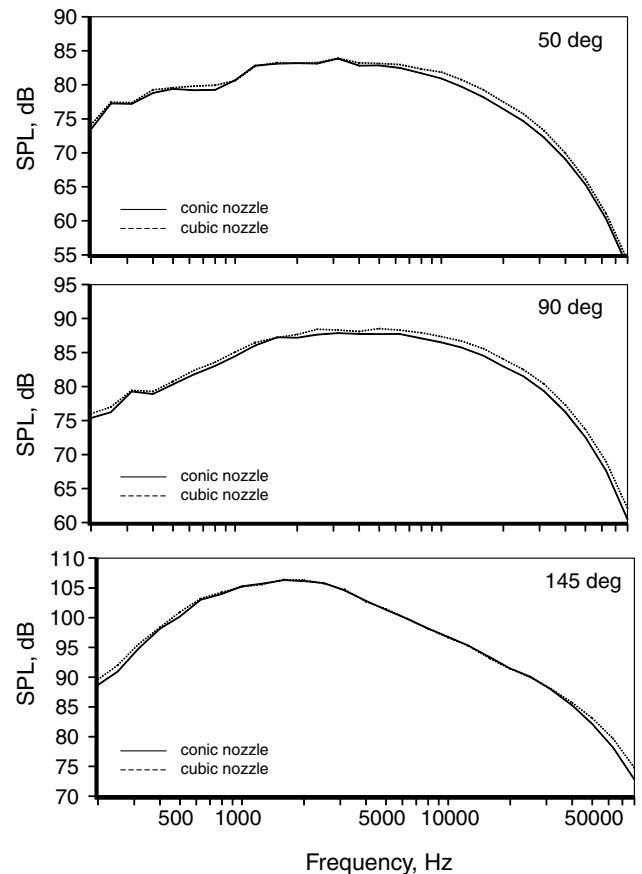 90
85
80
75
70
65
60
55
SPL, dB
50 deg
conic nozzle
cubic nozzle
95
90
85
80
75
70
65
60
SPL, dB
90 deg
conic nozzle
cubic nozzle
110
105
100
95
90
85
80
75
70
SPL, dB
145 deg
conic nozzle
cubic nozzle
500 1000 5000 10000 50000
Frequency, Hz